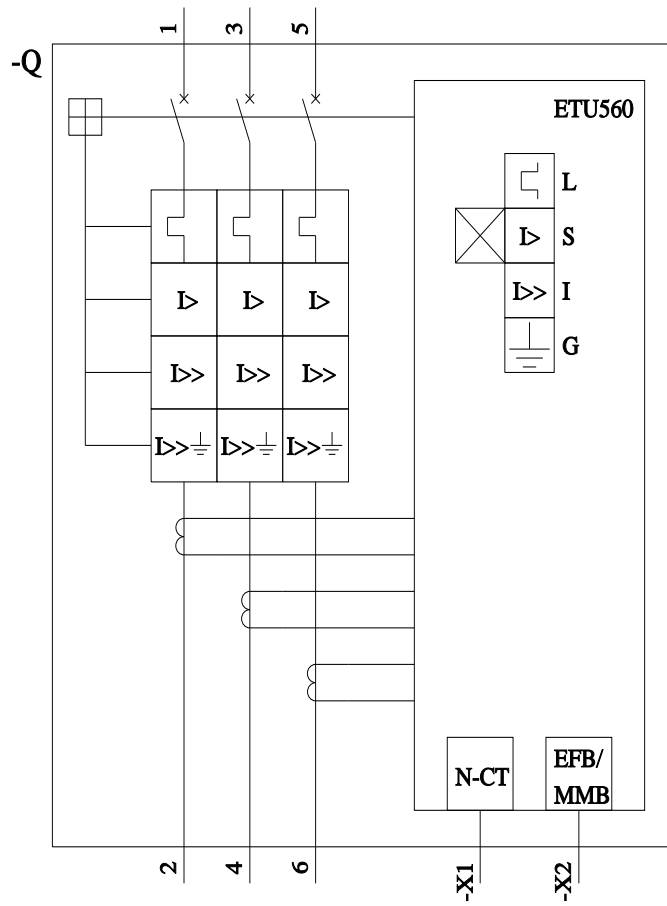 1 3 5
-Q
ETU560
L
I> S
I> I> I> I>> I
G
I>> I>> I>>
I>> I>> I>>
N-CT EFB/
MMB
2 4 6 -X1 -X2